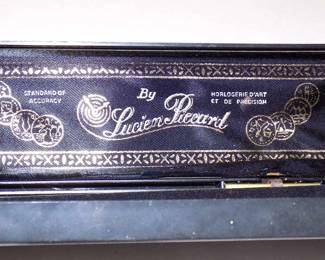 STANDARD OF
ACCURACY
By
Lucien Piccard
HORLOGERIE D'ART
ET DE PRECISION